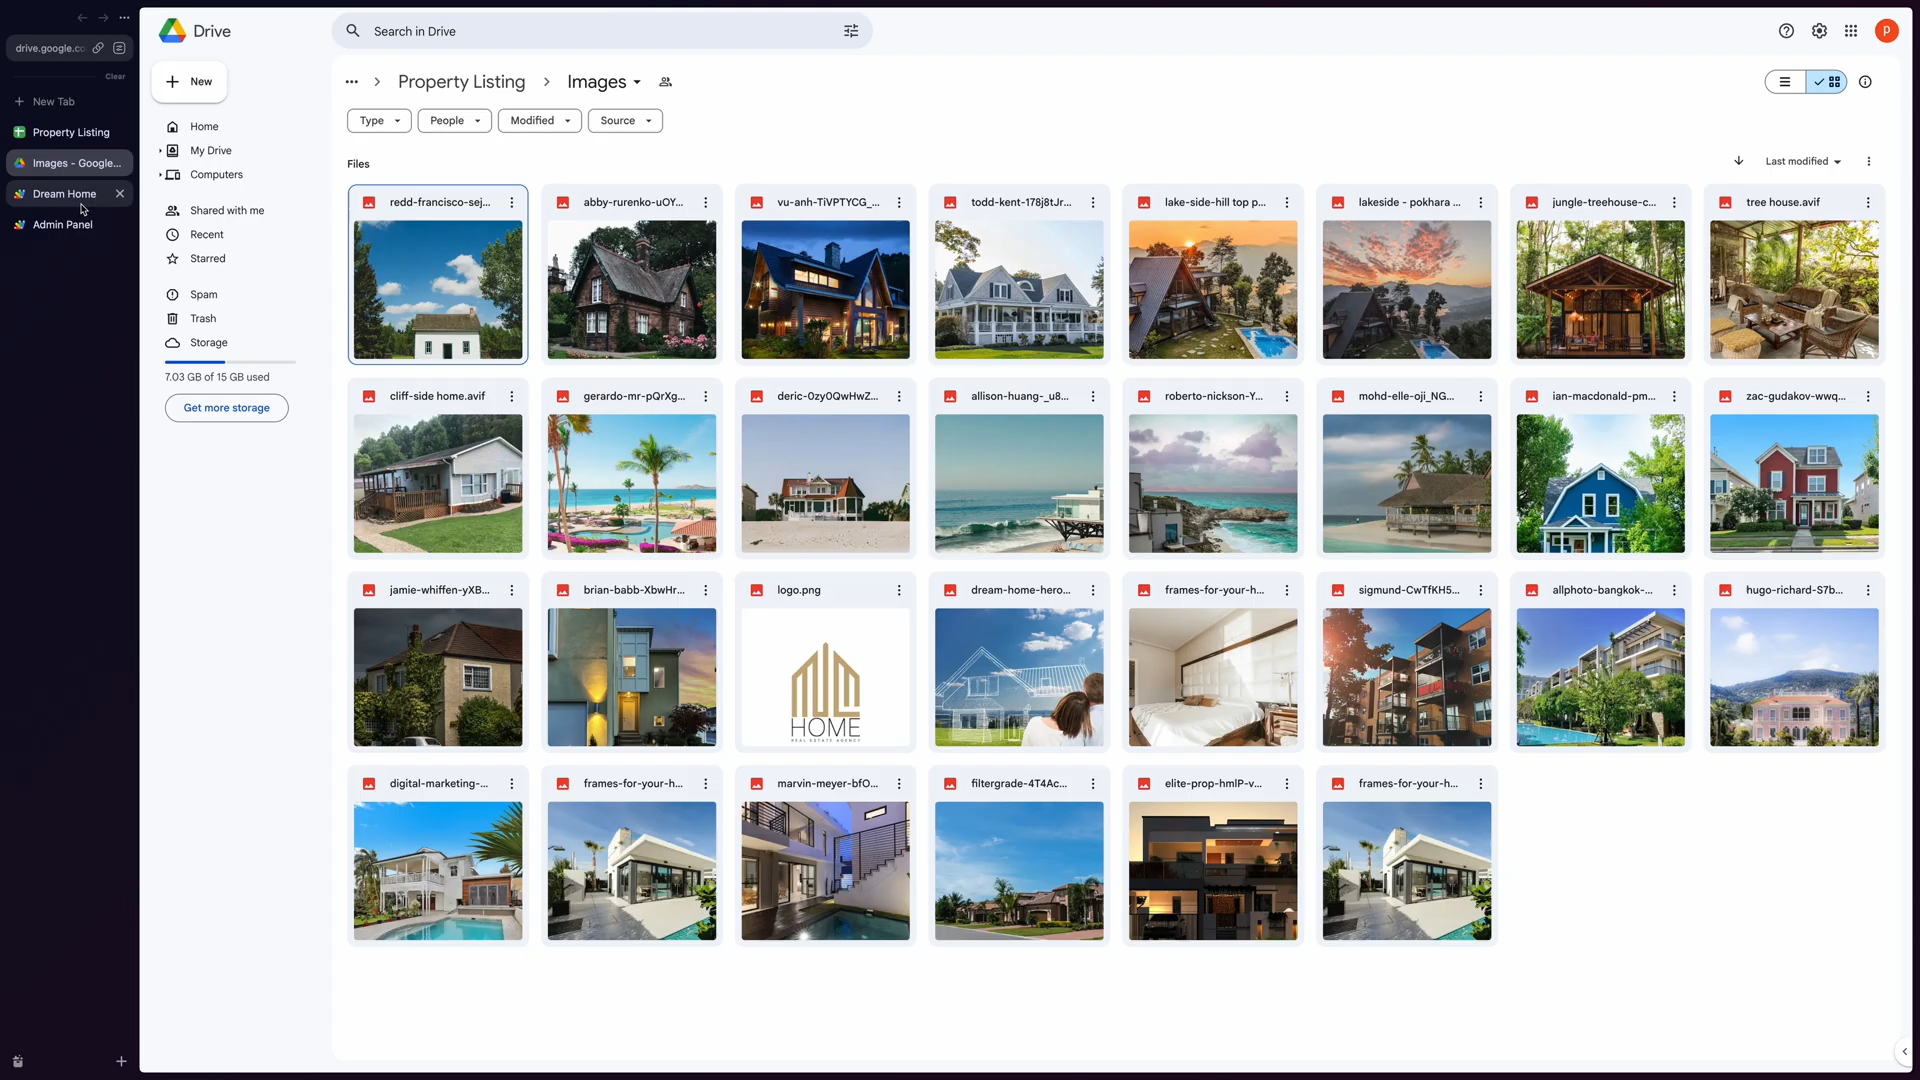 drive.google.co
Clear
New Tab
Property Listing
Images - Google...
Dream Home
Admin Panel
Drive
Search in Drive
p
New
Home
My Drive
Computers
Shared with me
Recent
Starred
Spam
Trash
Storage
7.03 GB of 15 GB used
Get more storage
Property Listing
Images
Type
People
Modified
Source
Files
Last modified
redd-francisco-sej...
abby-rurenko-uOY...
vu-anh-TiVPTYCG_...
todd-kent-178j8tJr...
lake-side-hill top p...
lakeside - pokhara ...
jungle-treehouse-c...
tree house.avif
cliff-side home.avif
gerardo-mr-pQrXg...
deric-0zy0QwHwZ...
allison-huang-_u8...
roberto-nickson-Y...
mohd-elle-oji_NG...
ian-macdonald-pm...
zac-gudakov-wwq...
jamie-whiffen-yXB...
brian-babb-XbwHr...
logo.png
dream-home-hero...
frames-for-your-h...
sigmund-CwTfKH5...
allphoto-bangkok-...
hugo-richard-S7b...
HOME
REAL ESTATE AGENCY
digital-marketing-...
frames-for-your-h...
marvin-meyer-bfO...
filtergrade-4T4Ac...
elite-prop-hmlP-v...
frames-for-your-h...